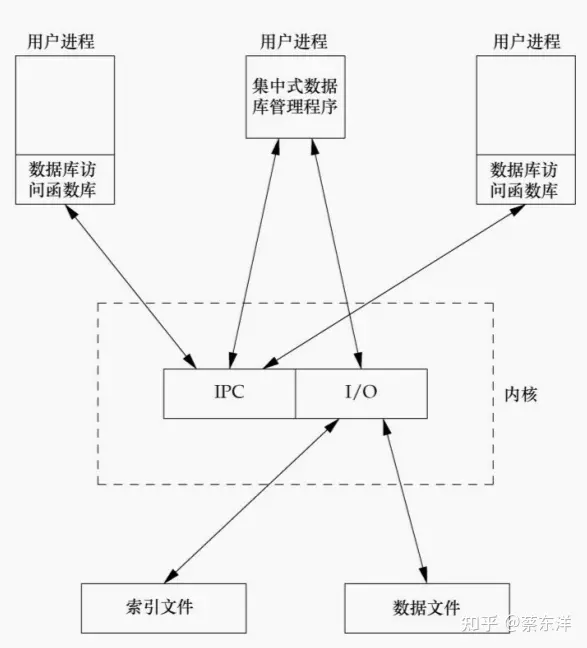 用户进程
用户进程
用户进程
集中式数据
库管理程序
数据库访
问函数库
数据库访
问函数库
IPC
I/O
内核
索引文件
数据文件
知乎 @蔡东洋